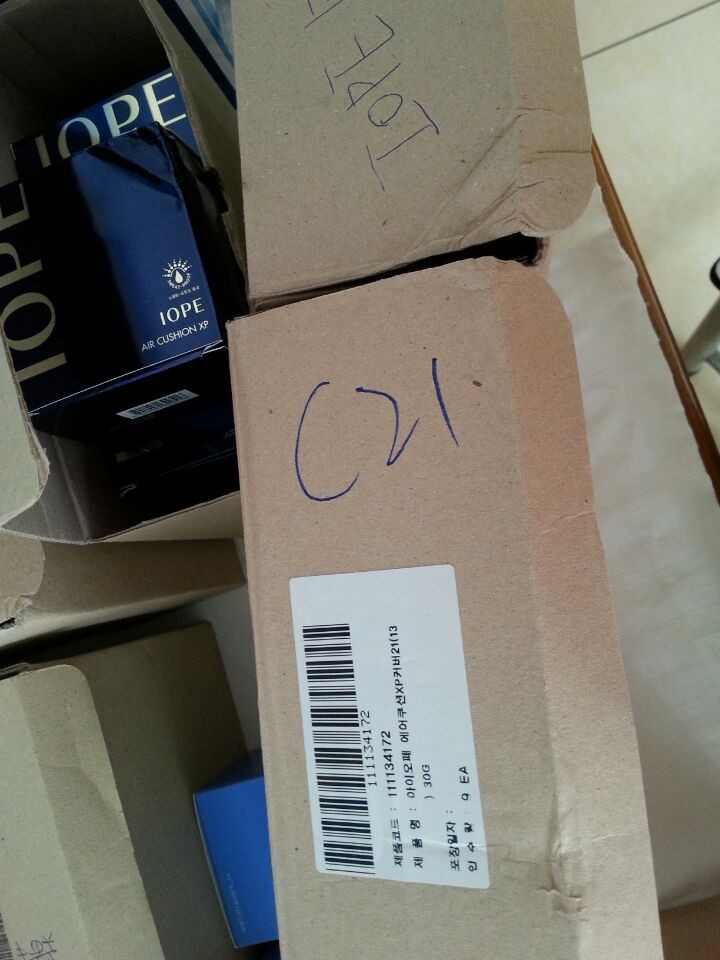 IOPE
IOPE
IOPE
IOPE
AIR CUSHION XP
C21
111134172
제품코드 : 111134172
제 품 명 : 아이오페 에어쿠션XP커버21(13
) 30G
포장일자 :
인 수 량 : 9 EA